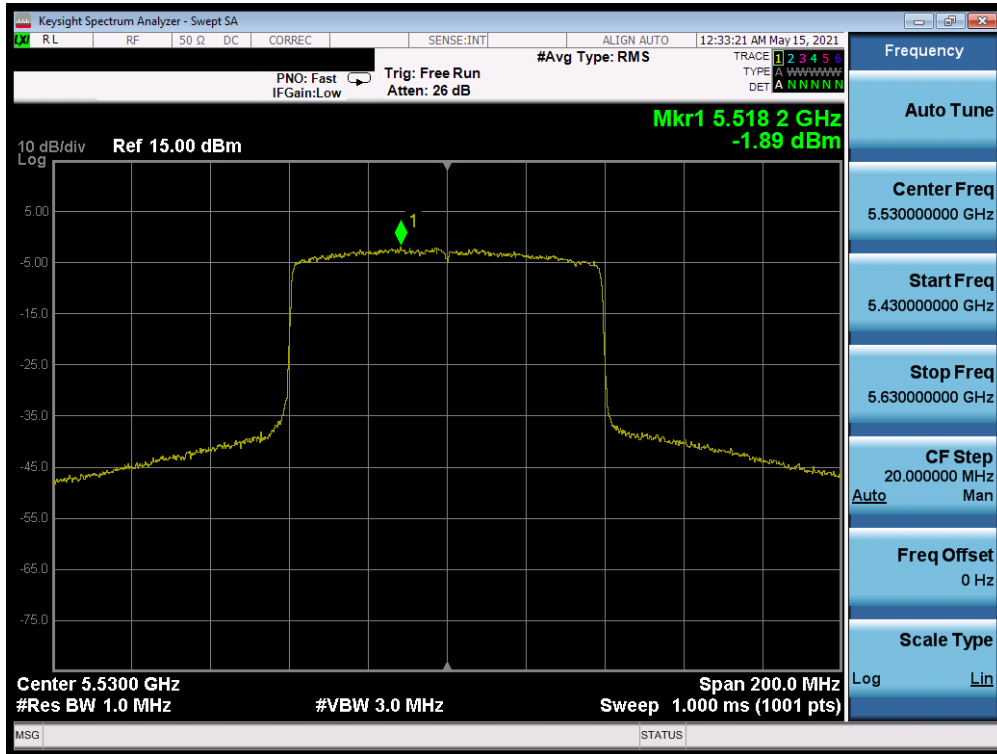 Keysight Spectrum Analyzer - Swept SA
LXI RL RF 50 Ω DC CORREC SENSE:INT ALIGN AUTO 12:33:21 AM May 15, 2021
#Avg Type: RMS
TRACE 1 2 3 4 5 6
TYPE A WWWWW
DET A N N N N N
PNO: Fast
IFGain:Low
Trig: Free Run
Atten: 26 dB
Mkr1 5.518 2 GHz
-1.89 dBm
10 dB/div Ref 15.00 dBm
Log
1
5.00
-5.00
-15.0
-25.0
-35.0
-45.0
-55.0
-65.0
-75.0
Center 5.5300 GHz Span 200.0 MHz
#Res BW 1.0 MHz #VBW 3.0 MHz Sweep 1.000 ms (1001 pts)
MSG STATUS
Frequency
Auto Tune
Center Freq
5.530000000 GHz
Start Freq
5.430000000 GHz
Stop Freq
5.630000000 GHz
CF Step
20.000000 MHz
Auto Man
Freq Offset
0 Hz
Scale Type
Log Lin